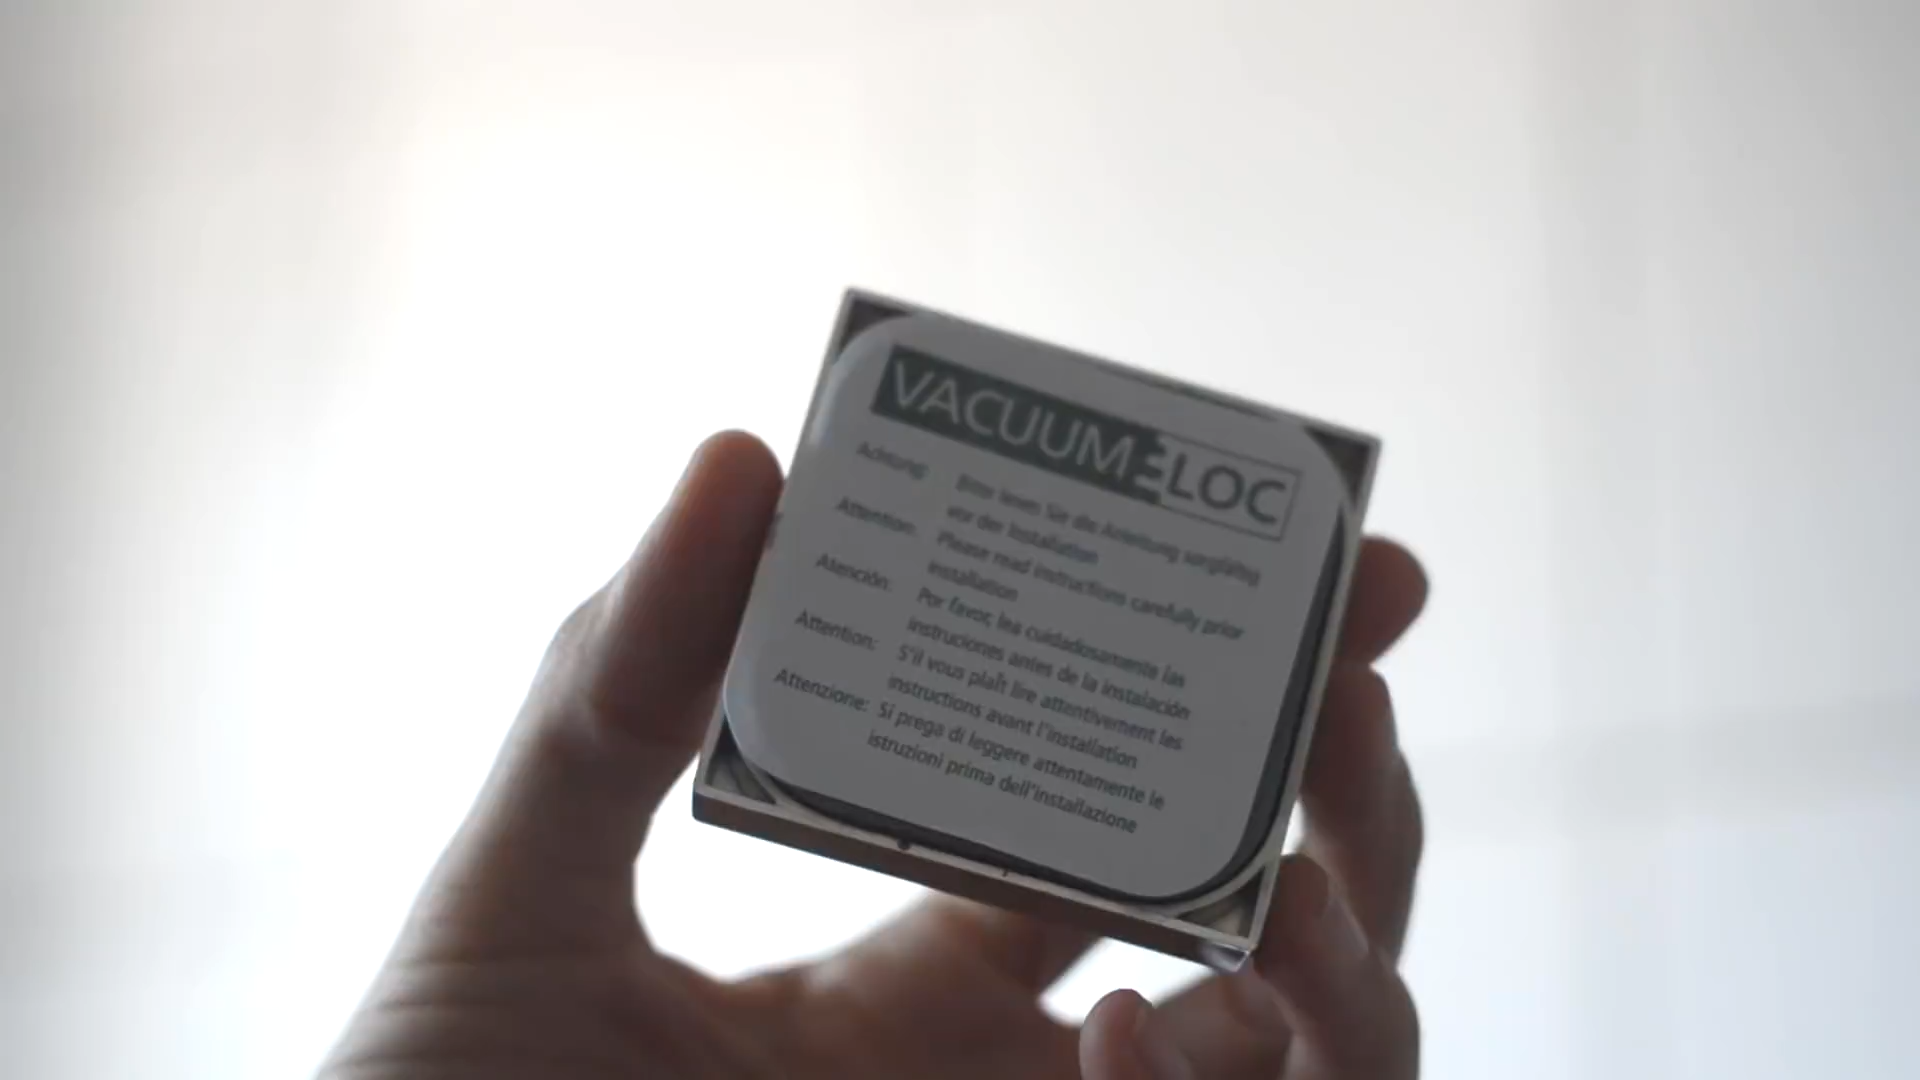 VACUUM LOC
Achtung: Bitte lesen Sie die Anleitung sorgfältig
vor der Installation
Attention: Please read instructions carefully prior
installation
Atención: Por favor, lea cuidadosamente las
instruciones antes de la instalación
Attention: S'il vous plaît lire attentivement les
instructions avant l'installation
Attenzione: Si prega di leggere attentamente le
istruzioni prima dell'installazione